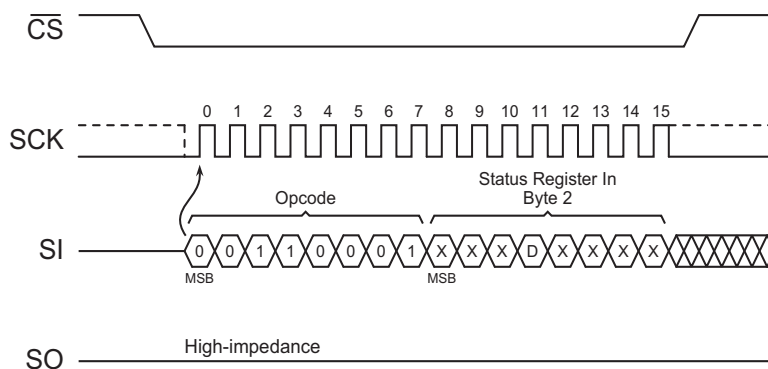 CS
0 1 2 3 4 5 6 7 8 9 10 11 12 13 14 15
SCK
Status Register In
Opcode Byte 2
SI 0 0 1 1 0 0 0 1 X X X D X X X X
MSB MSB
High-impedance
SO